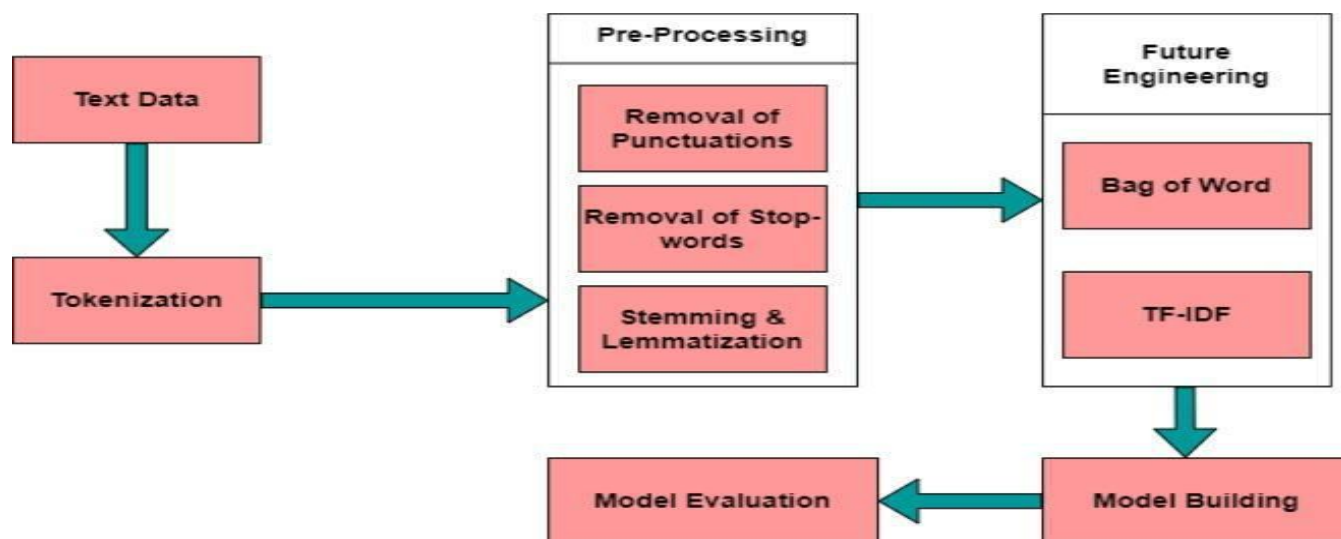 Text Data
Tokenization
Pre-Processing
Removal of
Punctuations
Removal of Stop-
words
Stemming &
Lemmatization
Future
Engineering
Bag of Word
TF-IDF
Model Building
Model Evaluation